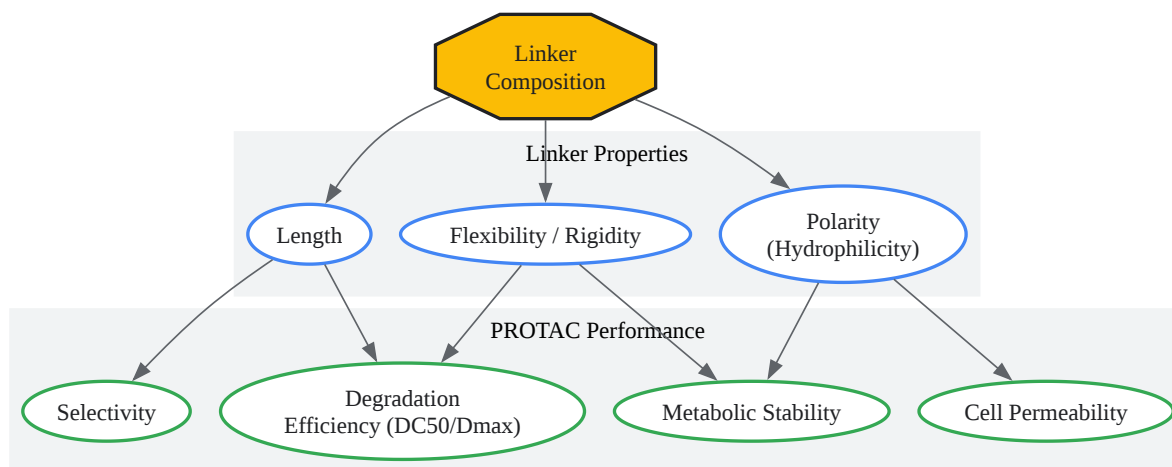 Linker
Composition
Linker Properties
Length
Flexibility / Rigidity
Polarity
(Hydrophilicity)
PROTAC Performance
Selectivity
Degradation
Efficiency (DC50/Dmax)
Metabolic Stability
Cell Permeability